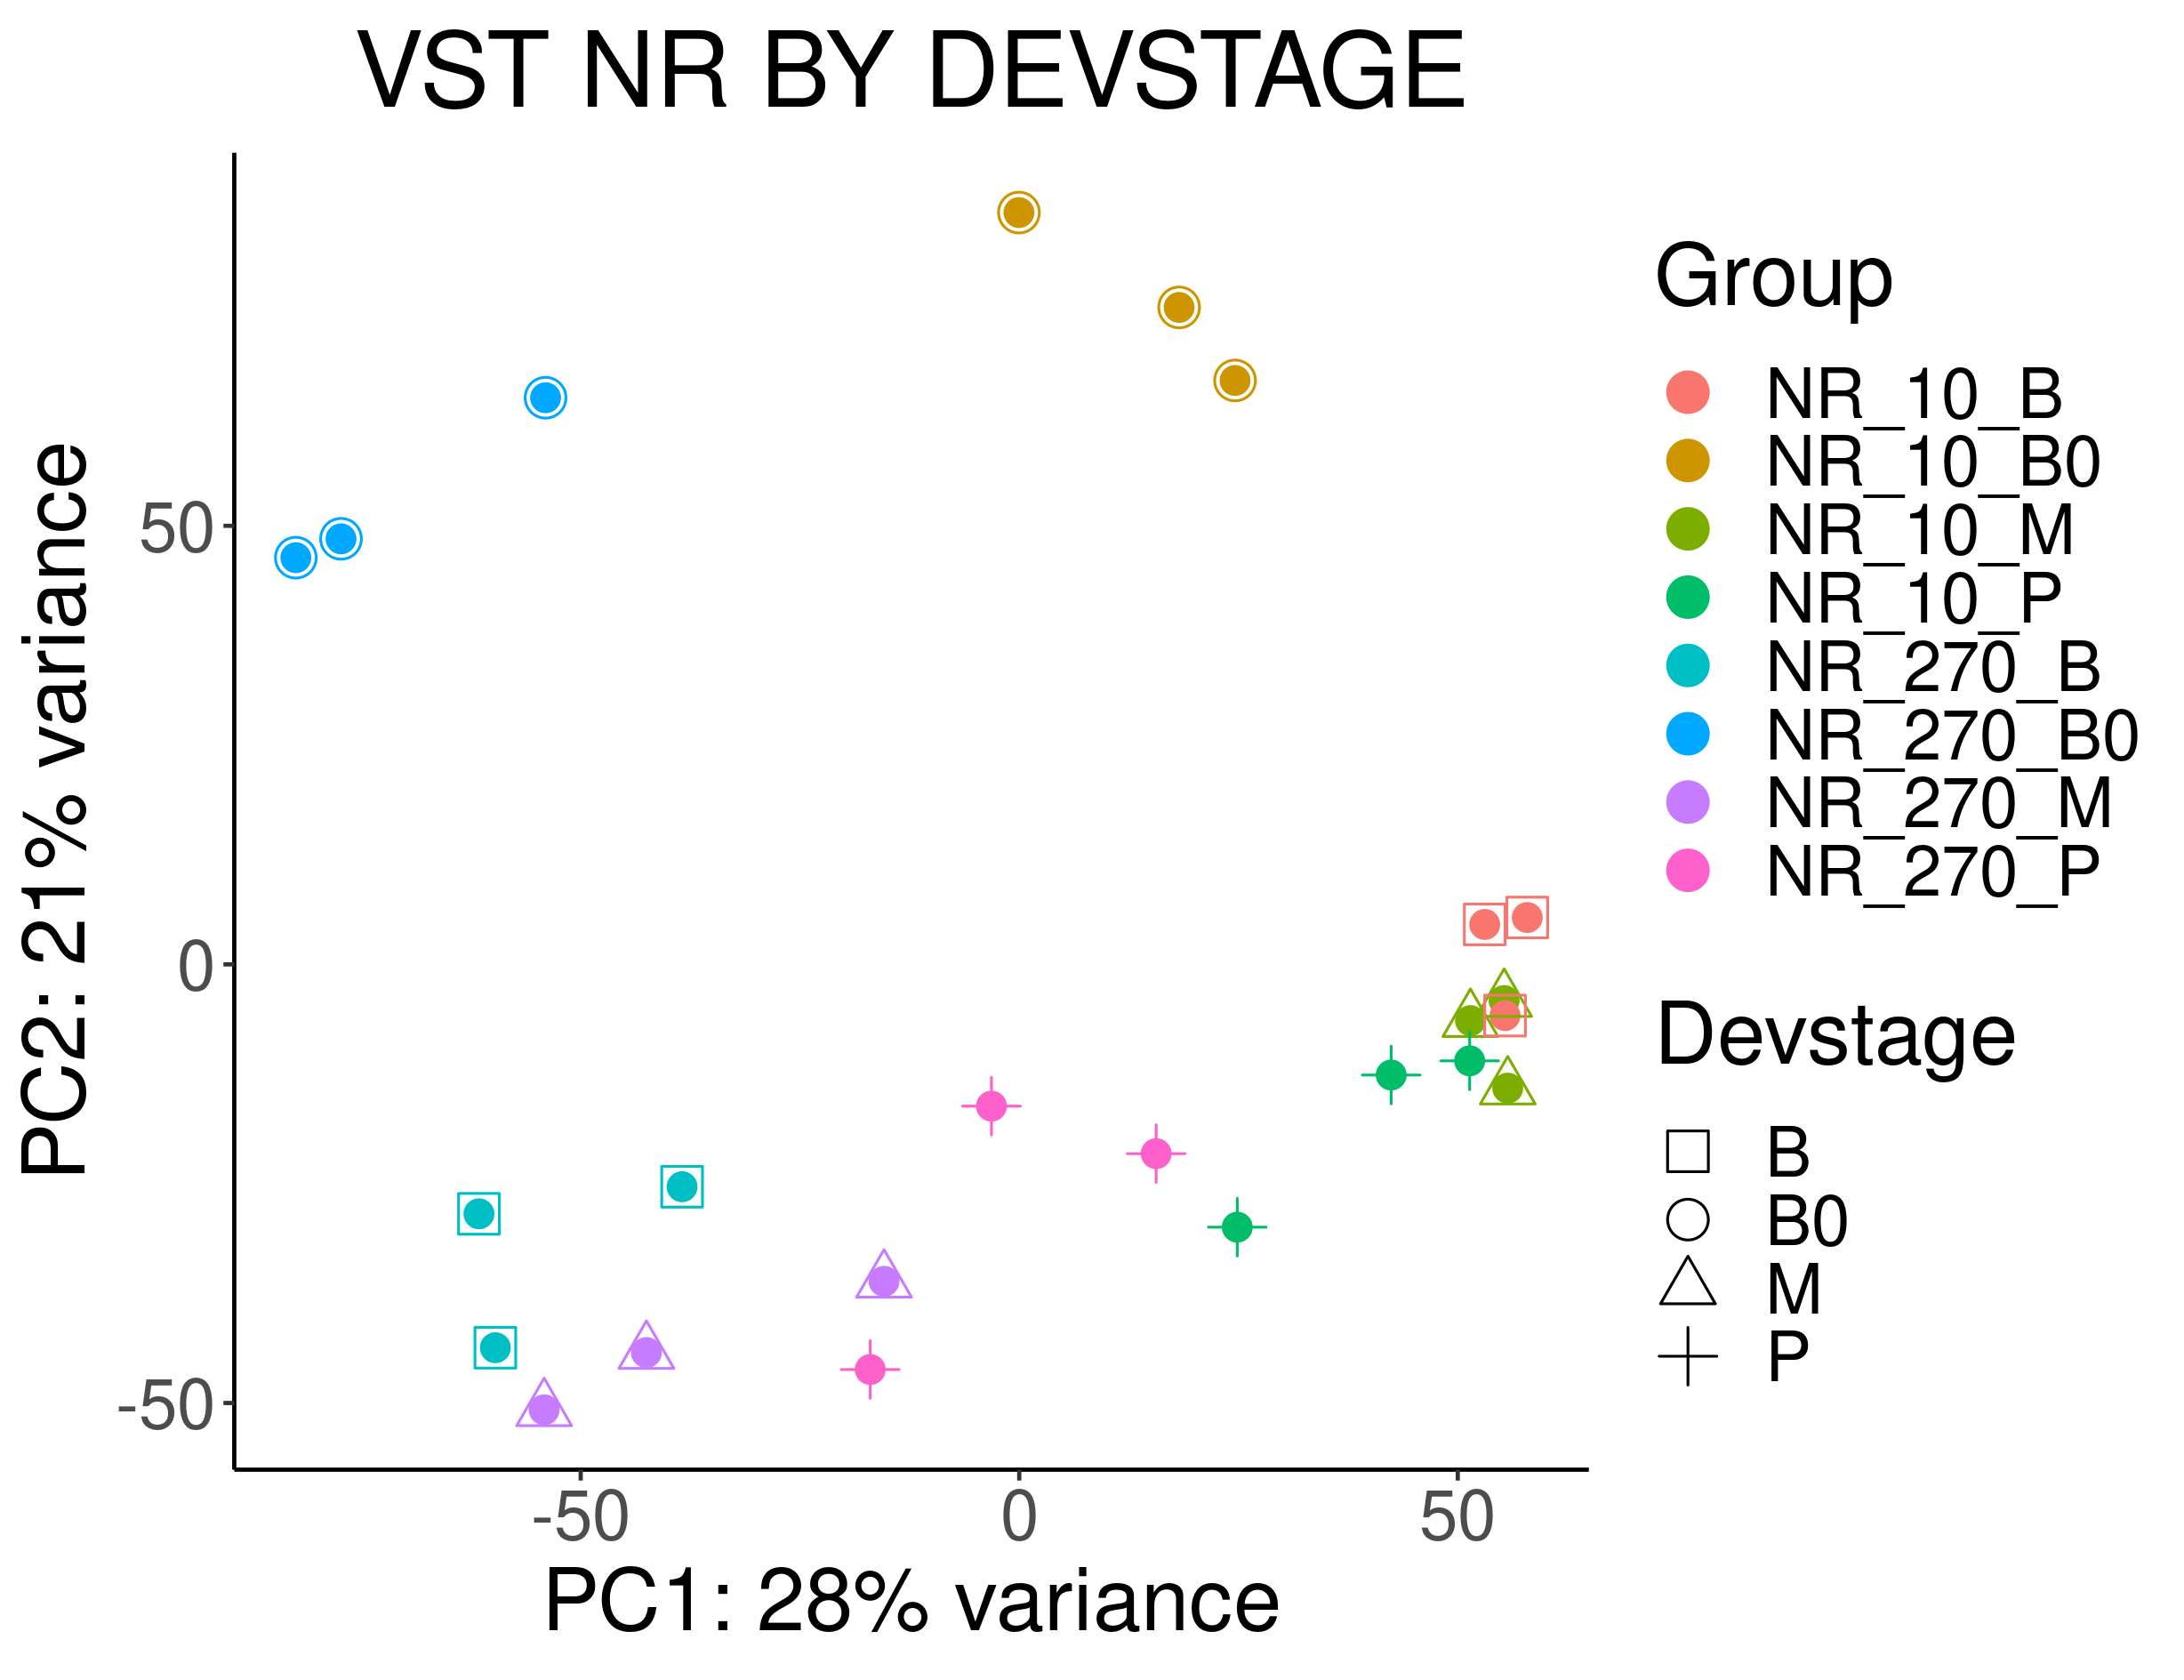 VST NR BY DEVSTAGE
PC2: 21% variance
50
0
-50
-50
0
50
PC1: 28% variance
Group
NR_10_B
NR_10_B0
NR_10_M
NR_10_P
NR_270_B
NR_270_B0
NR_270_M
NR_270_P
Devstage
B
B0
M
P